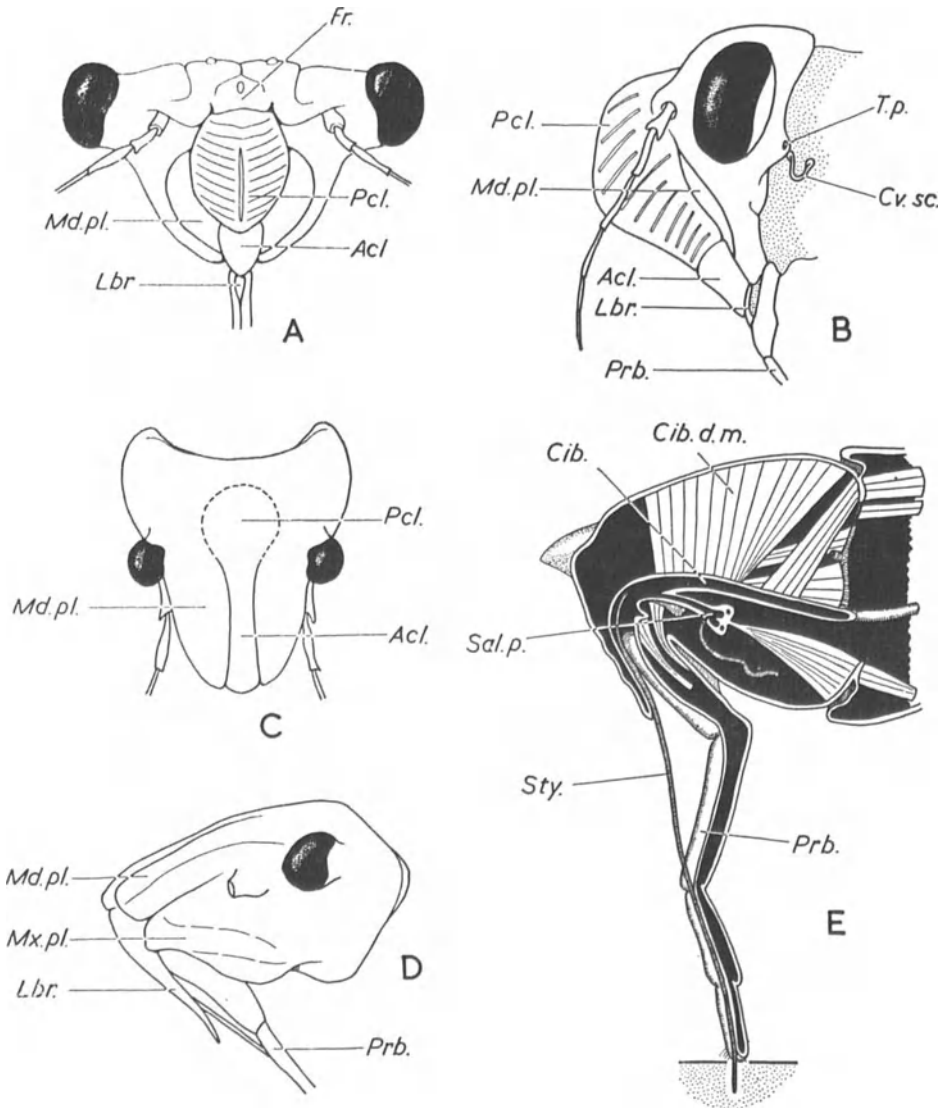 Fr.
Md.pl.
Pcl.
Acl
Lbr
A
Pcl.
T.p.
Md.pl.
Cv.sc.
Acl.
Lbr.
B
Prb.
Pcl.
Md.pl.
Acl.
C
Md.pl.
Mx.pl.
D
Lbr.
Prb.
Cib.d.m.
Cib.
Sal.p.
Sty.
Prb.
E